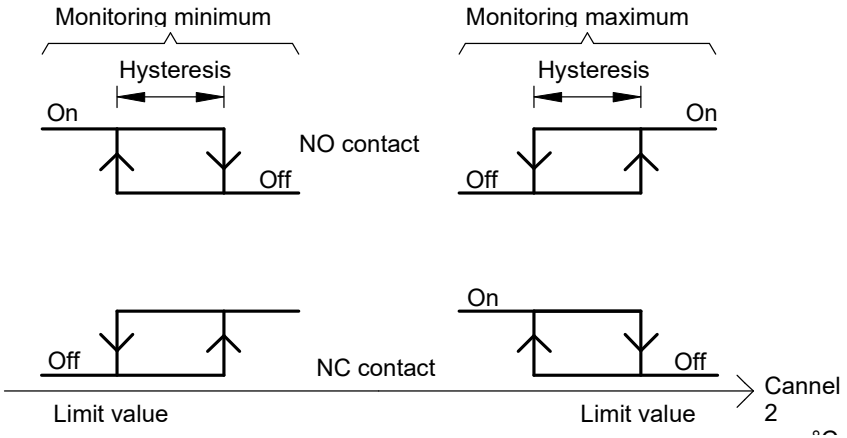 Monitoring minimum
Monitoring maximum
Hysteresis
Hysteresis
On
On
NO contact
Off
Off
On
Off
NC contact
Off
Limit value
Limit value
Cannel
2
°C